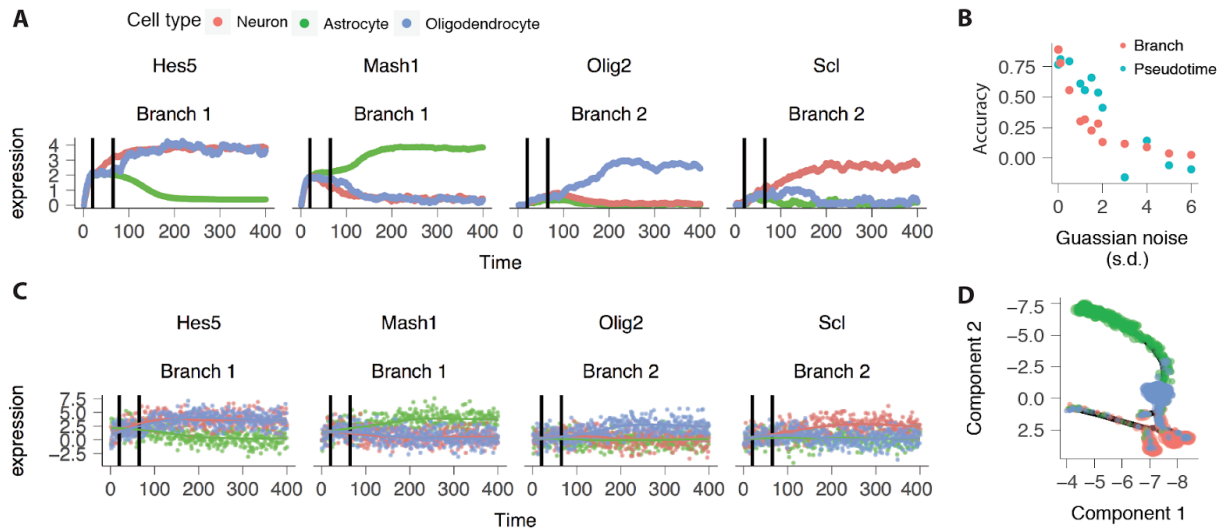 A
Cell type Neuron Astrocyte Oligodendrocyte
Hes5 Mash1 Olig2 Scl
Branch 1 Branch 1 Branch 2 Branch 2
expression
4
3
2
1
0
0 100 200 300 400 0 100 200 300 400 0 100 200 300 400 0 100 200 300 400
Time
B
Branch
Pseudotime
Accuracy
0.75
0.50
0.25
0.00
0 2 4 6
Guassian noise
(s.d.)
C
Hes5 Mash1 Olig2 Scl
Branch 1 Branch 1 Branch 2 Branch 2
expression
7.5
5.0
2.5
0.0
−2.5
0 100 200 300 400 0 100 200 300 400 0 100 200 300 400 0 100 200 300 400
Time
D
Component 2
−7.5
−5.0
−2.5
0.0
2.5
−4 −5 −6 −7 −8
Component 1